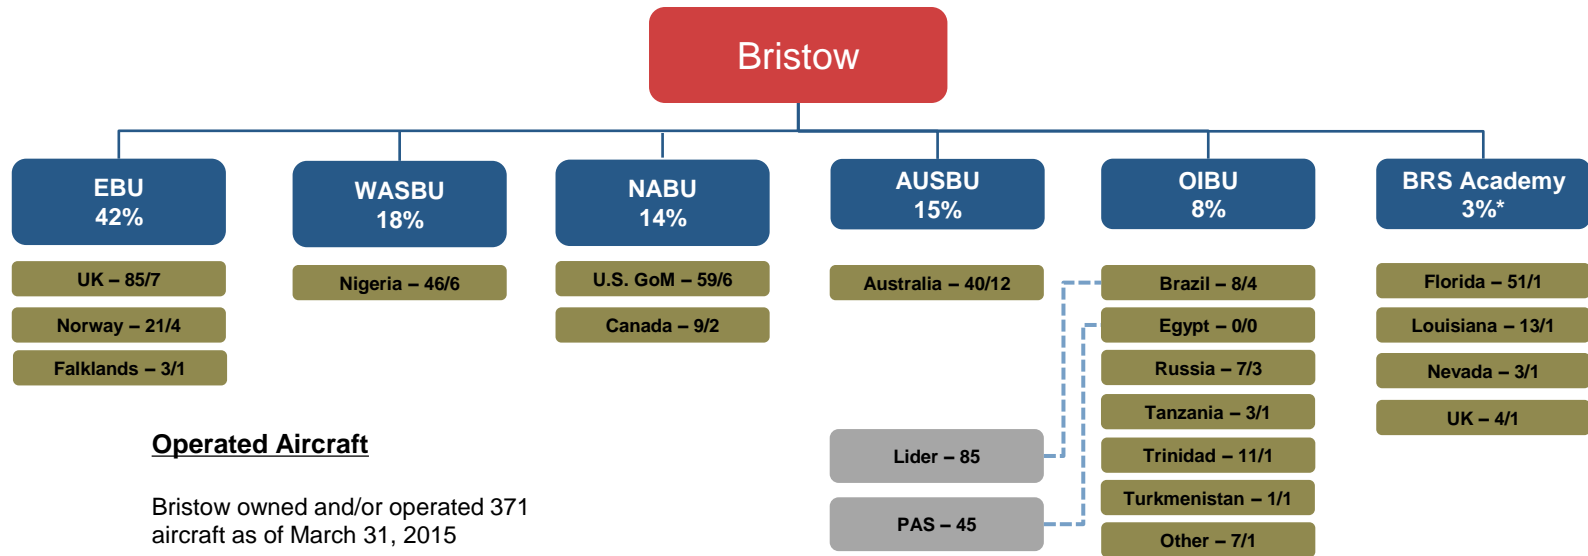 Bristow
EBU
42%
WASBU
18%
NABU
14%
AUSBU
15%
OIBU
8%
BRS Academy
3%*
UK – 85/7
Norway – 21/4
Falklands – 3/1
Nigeria – 46/6
U.S. GoM – 59/6
Canada – 9/2
Australia – 40/12
Brazil – 8/4
Egypt – 0/0
Russia – 7/3
Tanzania – 3/1
Trinidad – 11/1
Turkmenistan – 1/1
Other – 7/1
Florida – 51/1
Louisiana – 13/1
Nevada – 3/1
UK – 4/1
Lider – 85
PAS – 45
Operated Aircraft
Bristow owned and/or operated 371
aircraft as of March 31, 2015